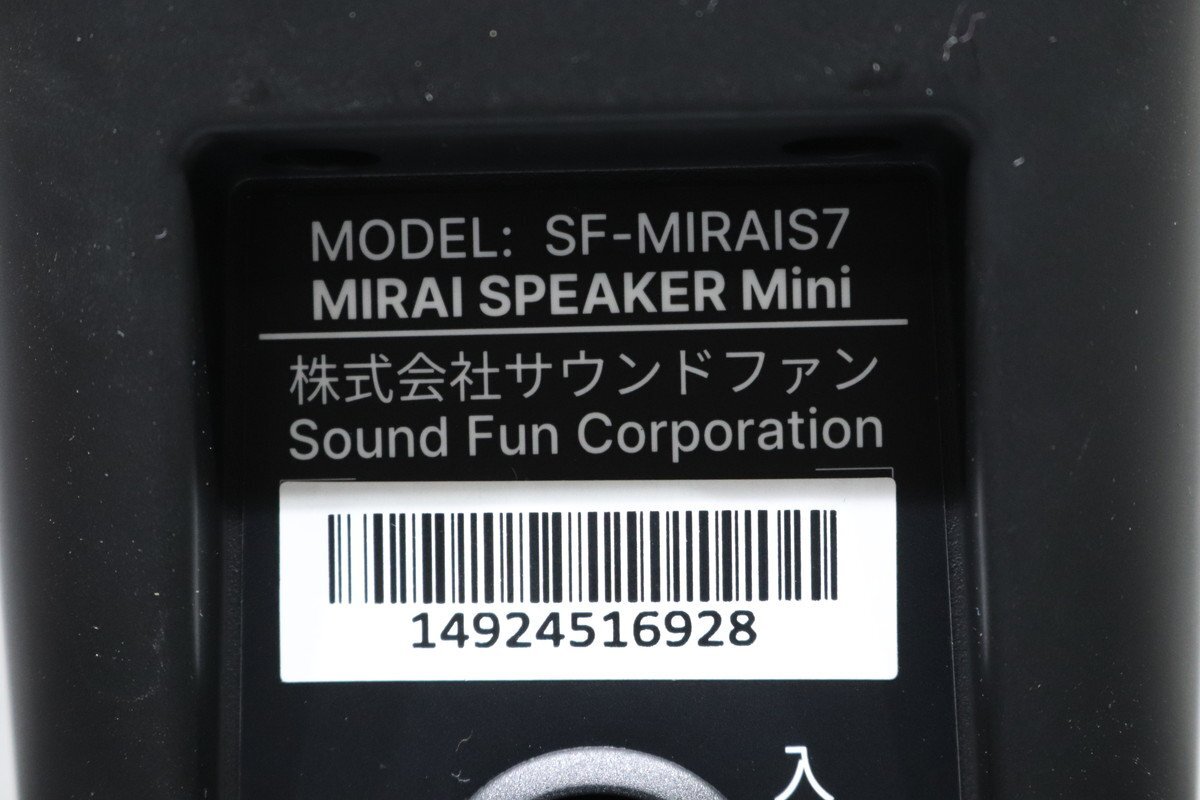 MODEL: SF-MIRAIS7
MIRAI SPEAKER Mini
株式会社サウンドファン
Sound Fun Corporation
14924516928
入